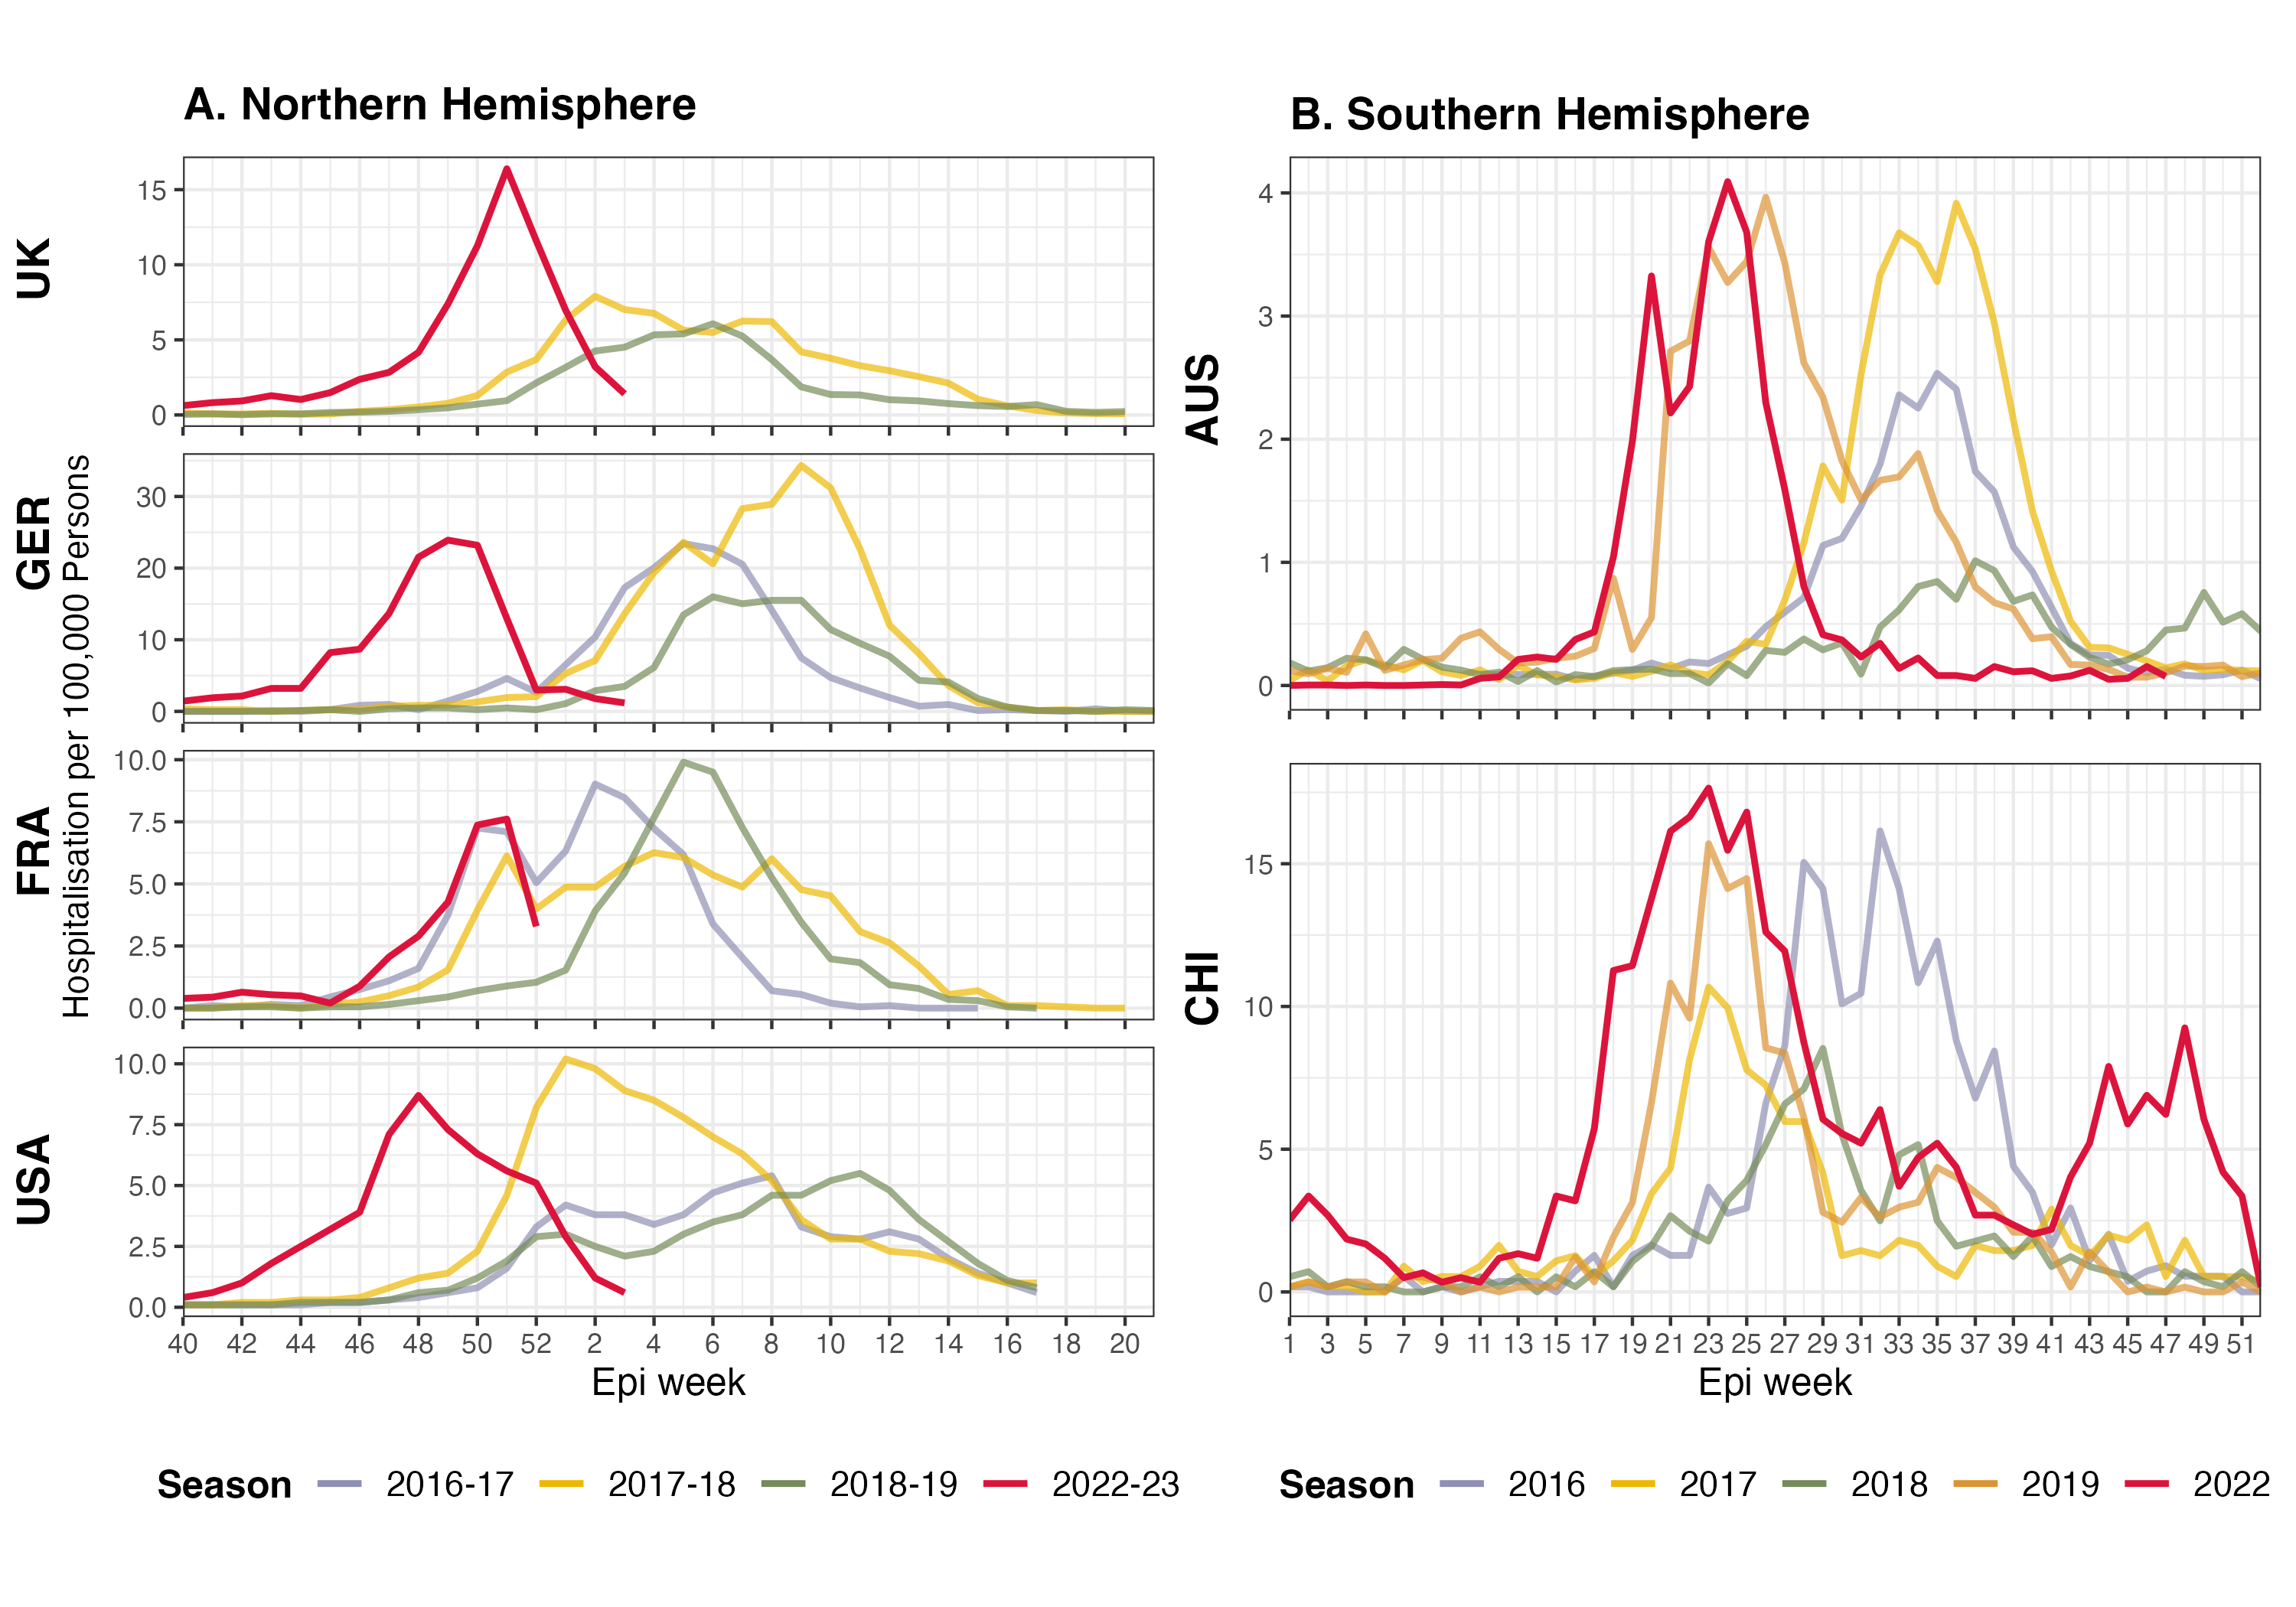 A. Northern Hemisphere
UK
15
10
5
0
GER
Hospitalisation per 100,000 Persons
30
20
10
0
FRA
10.0
7.5
5.0
2.5
0.0
USA
10.0
7.5
5.0
2.5
0.0
40 42 44 46 48 50 52 2 4 6 8 10 12 14 16 18 20
Epi week
Season 2016-17 2017-18 2018-19 2022-23
B. Southern Hemisphere
AUS
4
3
2
1
0
CHI
15
10
5
0
1 3 5 7 9 11 13 15 17 19 21 23 25 27 29 31 33 35 37 39 41 43 45 47 49 51
Epi week
Season 2016 2017 2018 2019 2022